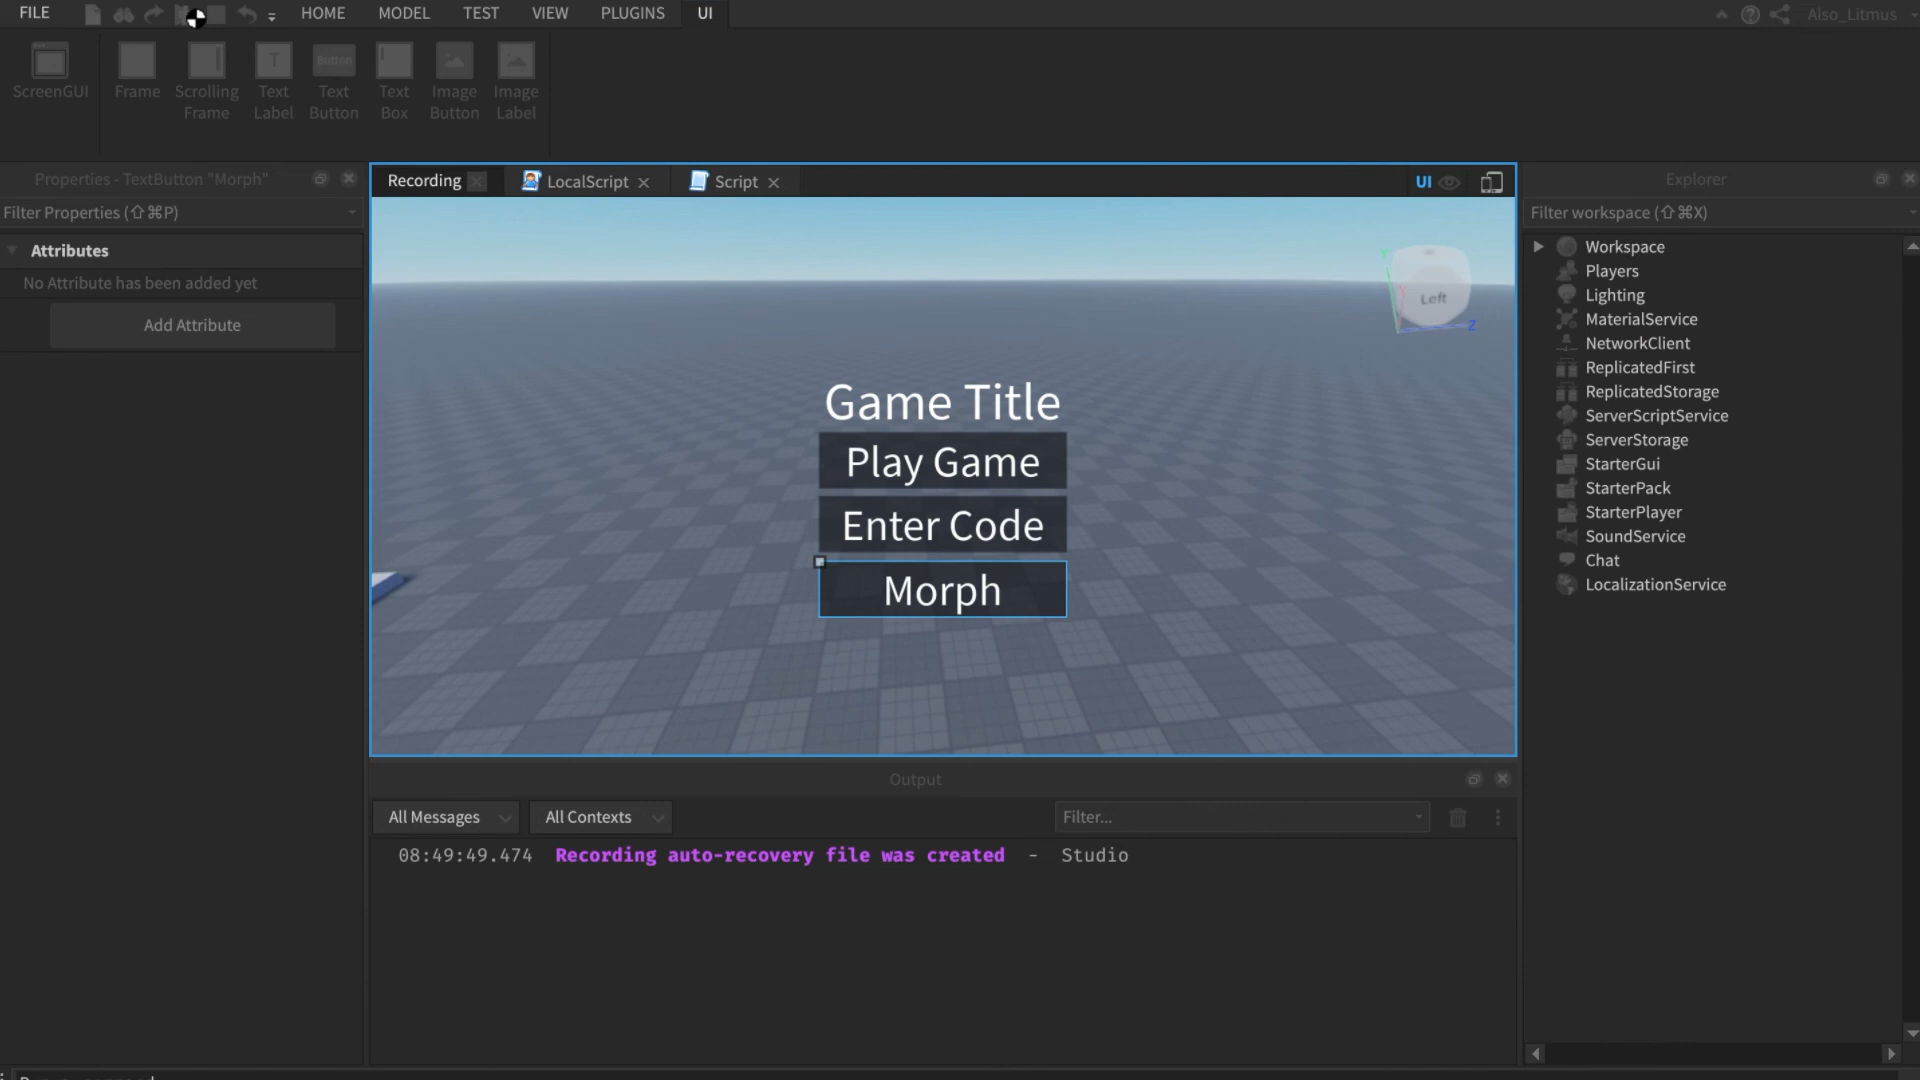 FILE
HOME
MODEL
TEST
VIEW
PLUGINS
UI
Also_Litmus
ScreenGUI
Frame
Scrolling
Frame
Text
Label
Button
Text
Button
Text
Box
Image
Button
Image
Label
Properties - TextButton "Morph"
Filter Properties (⇧⌘P)
Attributes
No Attribute has been added yet
Add Attribute
Recording
LocalScript
Script
UI
Left
Y
Z
Game Title
Play Game
Enter Code
Morph
Output
All Messages
All Contexts
Filter...
08:49:49.474 Recording auto-recovery file was created - Studio
Explorer
Filter workspace (⇧⌘X)
Workspace
Players
Lighting
MaterialService
NetworkClient
ReplicatedFirst
ReplicatedStorage
ServerScriptService
ServerStorage
StarterGui
StarterPack
StarterPlayer
SoundService
Chat
LocalizationService